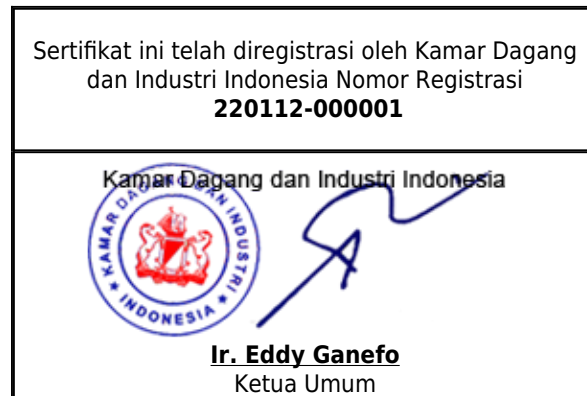 Sertifikat ini telah diregistrasi oleh Kamar Dagang
dan Industri Indonesia Nomor Registrasi
220112-000001
Kamar Dagang dan Industri Indonesia
KAMAR DAGANG DAN INDUSTRI
* INDONESIA *
Ir. Eddy Ganefo
Ketua Umum